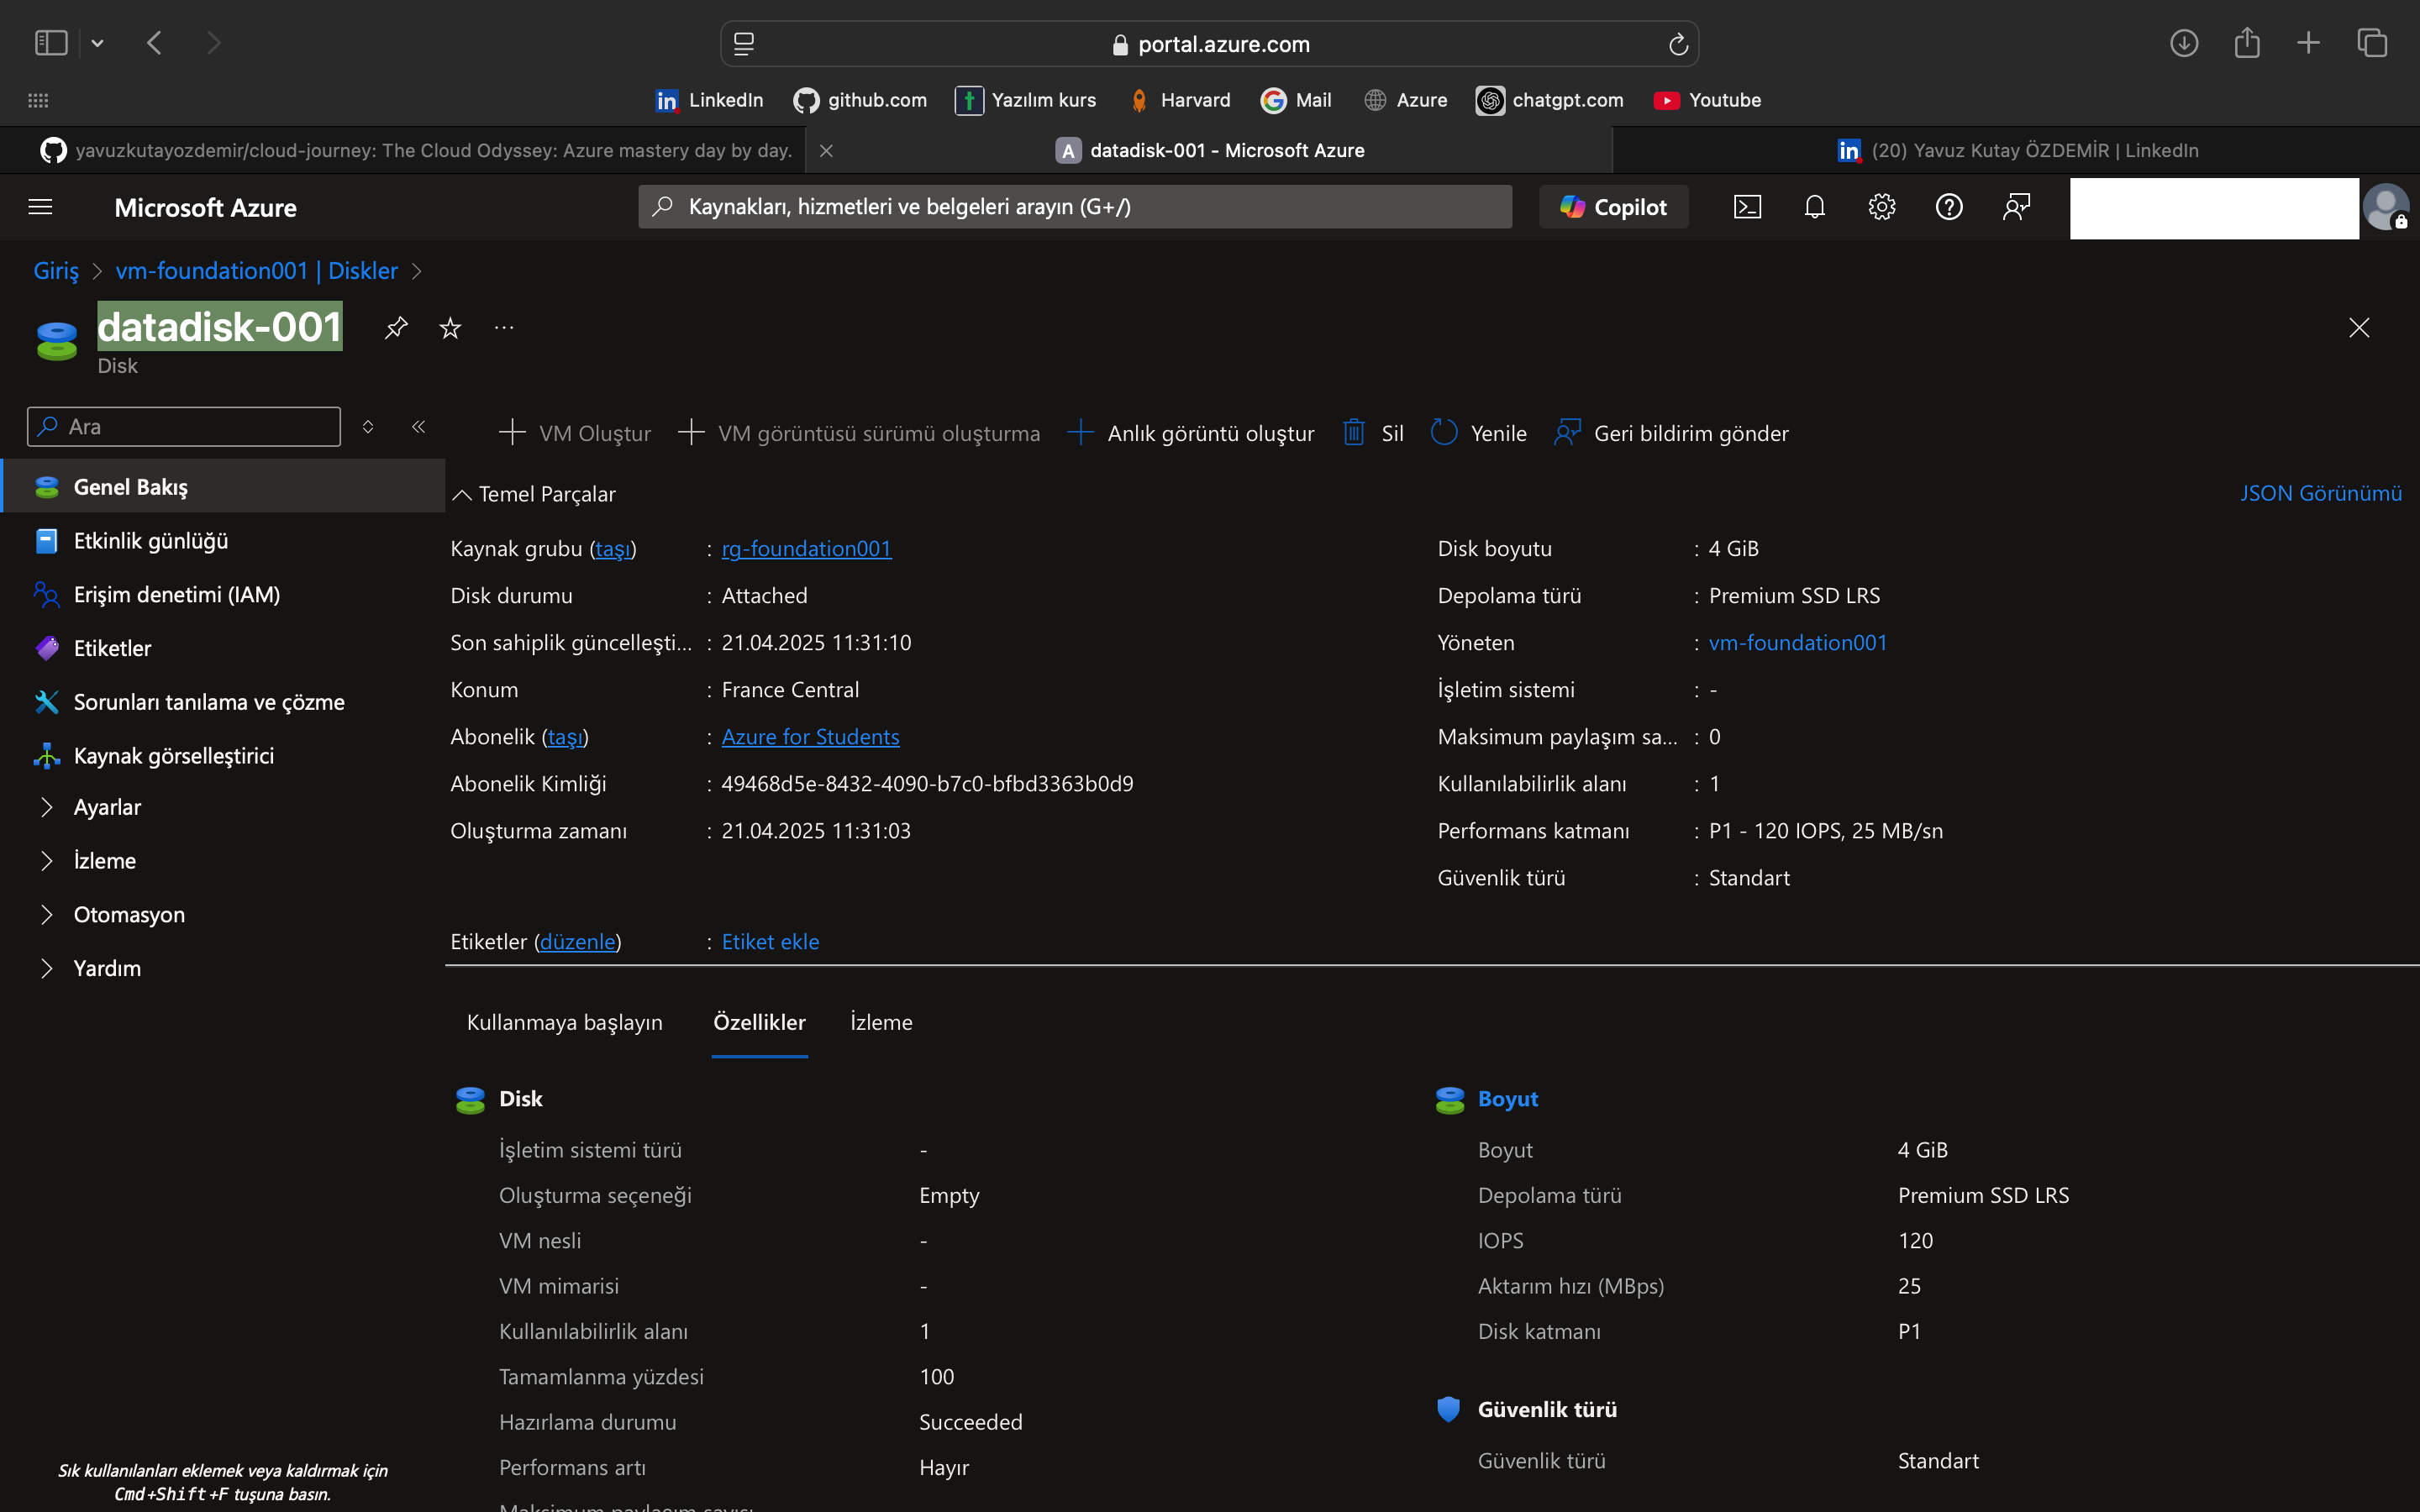 portal.azure.com
LinkedIn
github.com
Yazılım kurs
Harvard
Mail
Azure
chatgpt.com
Youtube
yavuzkutayozdemir/cloud-journey: The Cloud Odyssey: Azure mastery day by day.
A datadisk-001 - Microsoft Azure
(20) Yavuz Kutay ÖZDEMİR | LinkedIn
Microsoft Azure
Kaynakları, hizmetleri ve belgeleri arayın (G+/)
Copilot
Giriş > vm-foundation001 | Diskler >
datadisk-001
Disk
Ara
VM Oluştur
VM görüntüsü sürümü oluşturma
Anlık görüntü oluştur
Sil
Yenile
Geri bildirim gönder
Genel Bakış
Etkinlik günlüğü
Erişim denetimi (IAM)
Etiketler
Sorunları tanılama ve çözme
Kaynak görselleştirici
Ayarlar
İzleme
Otomasyon
Yardım
Sık kullanılanları eklemek veya kaldırmak için
Cmd+Shift+F tuşuna basın.
Temel Parçalar
JSON Görünümü
Kaynak grubu (taşı) : rg-foundation001
Disk durumu : Attached
Son sahiplik güncelleşti... : 21.04.2025 11:31:10
Konum : France Central
Abonelik (taşı) : Azure for Students
Abonelik Kimliği : 49468d5e-8432-4090-b7c0-bfbd3363b0d9
Oluşturma zamanı : 21.04.2025 11:31:03
Disk boyutu : 4 GiB
Depolama türü : Premium SSD LRS
Yöneten : vm-foundation001
İşletim sistemi : -
Maksimum paylaşım sa... : 0
Kullanılabilirlik alanı : 1
Performans katmanı : P1 - 120 IOPS, 25 MB/sn
Güvenlik türü : Standart
Etiketler (düzenle) : Etiket ekle
Kullanmaya başlayın
Özellikler
İzleme
Disk
İşletim sistemi türü -
Oluşturma seçeneği Empty
VM nesli -
VM mimarisi -
Kullanılabilirlik alanı 1
Tamamlanma yüzdesi 100
Hazırlama durumu Succeeded
Performans artı Hayır
Maksimum paylaşım sayısı
Boyut
Boyut 4 GiB
Depolama türü Premium SSD LRS
IOPS 120
Aktarım hızı (MBps) 25
Disk katmanı P1
Güvenlik türü
Güvenlik türü Standart